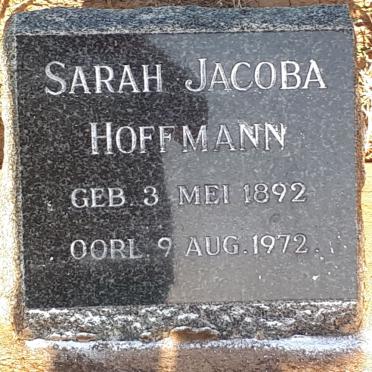 SARAH JACOBA
HOFFMANN
GEB. 3 MEI 1892
OORL. 9 AUG. 1972.